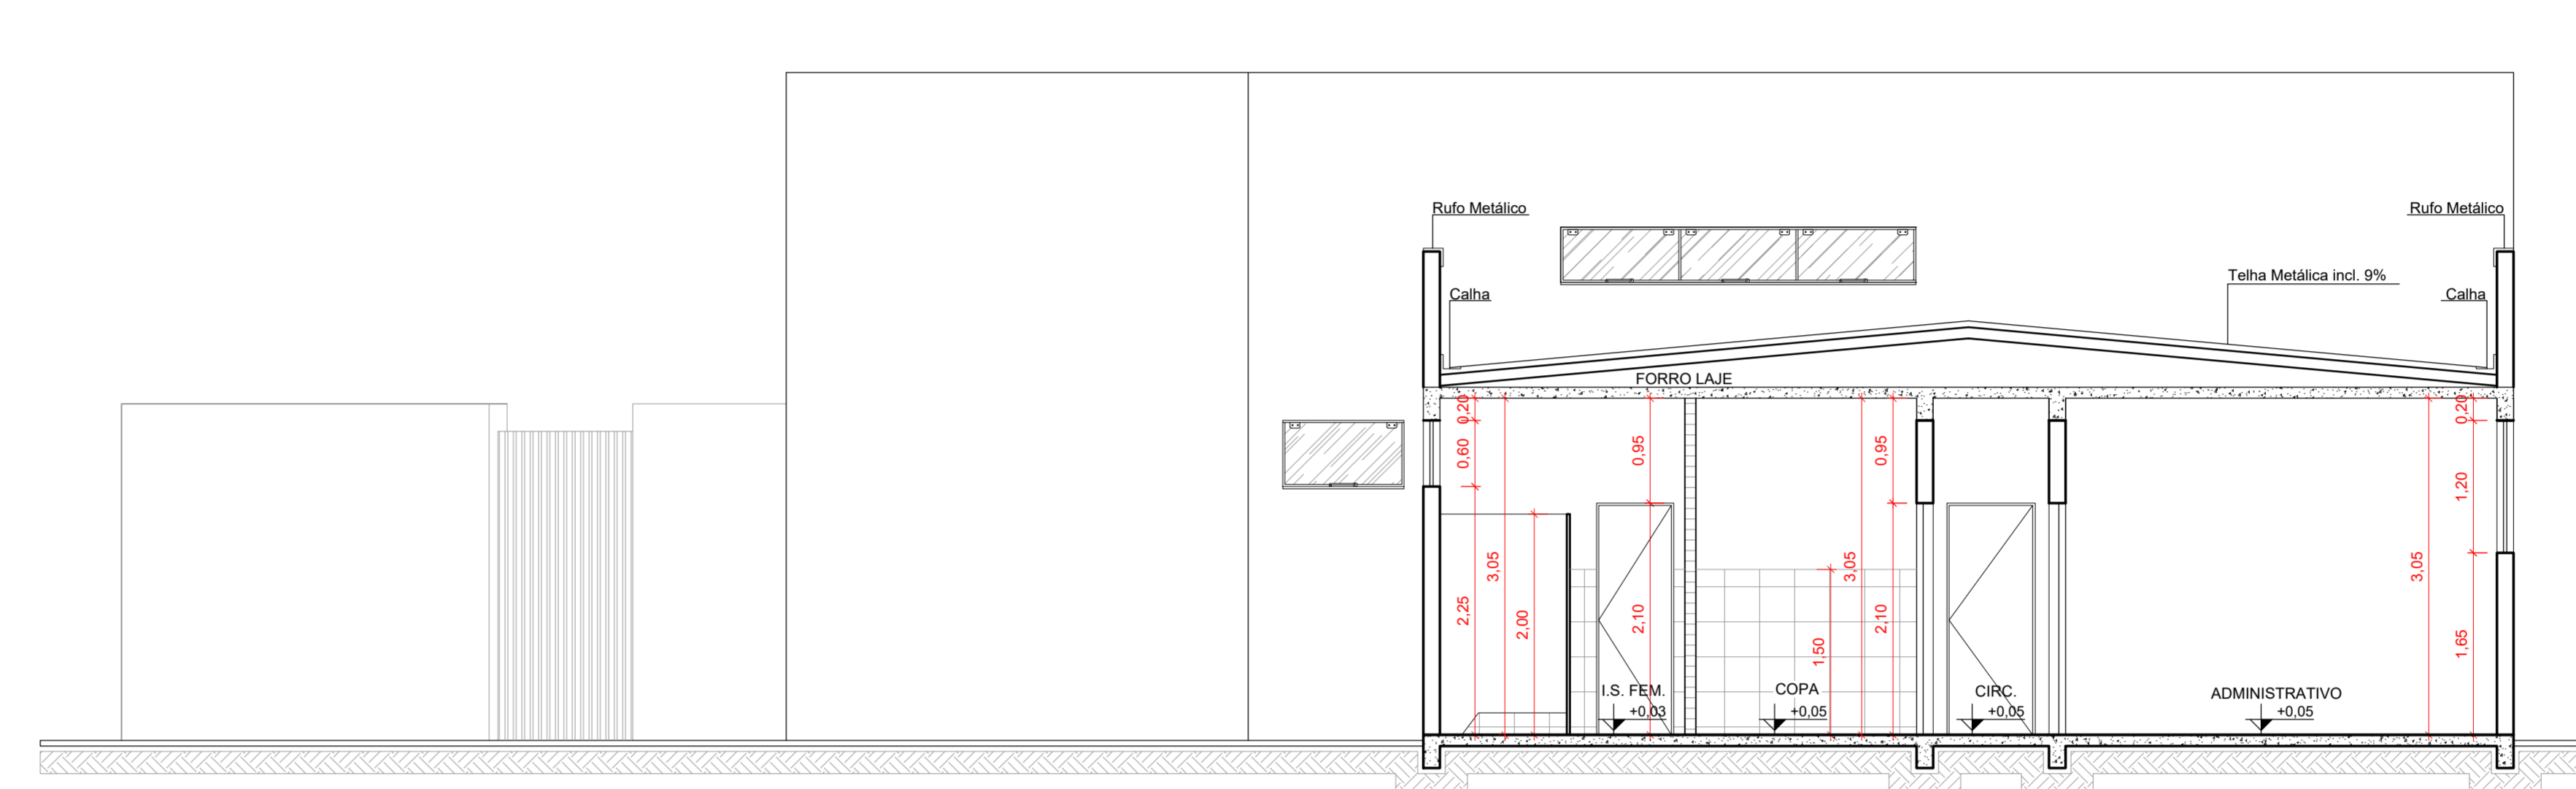 Rufo Metálico
Rufo Metálico
Telha Metálica incl. 9%
Calha
Calha
FORRO LAJE
0,20
0,20
0,60
0,95
0,95
1,20
3,05
3,05
3,05
2,25
2,00
2,10
2,10
1,50
1,65
I.S. FEM.
+0,03
COPA
+0,05
CIRC.
+0,05
ADMINISTRATIVO
+0,05